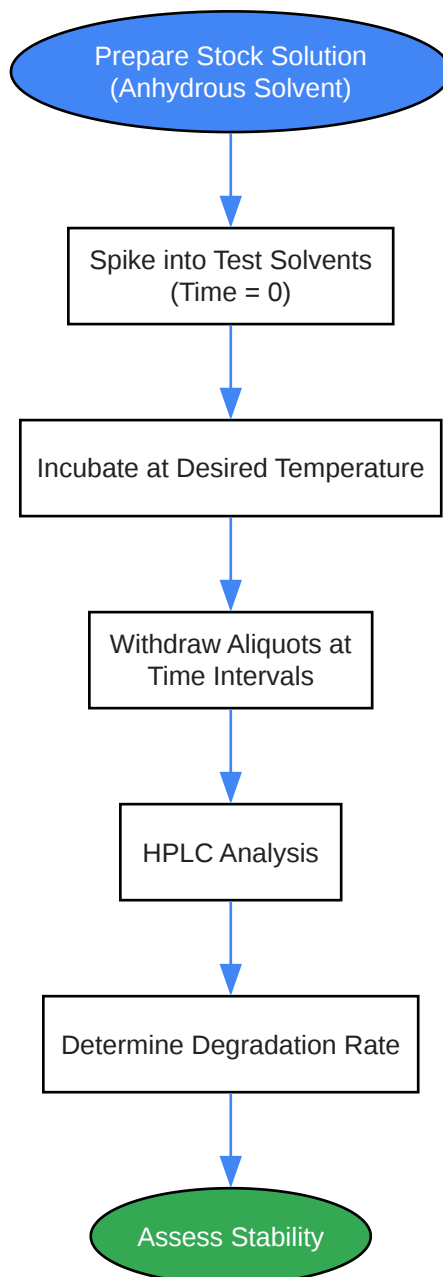 Prepare Stock Solution
(Anhydrous Solvent)
Spike into Test Solvents
(Time = 0)
Incubate at Desired Temperature
Withdraw Aliquots at
Time Intervals
HPLC Analysis
Determine Degradation Rate
Assess Stability